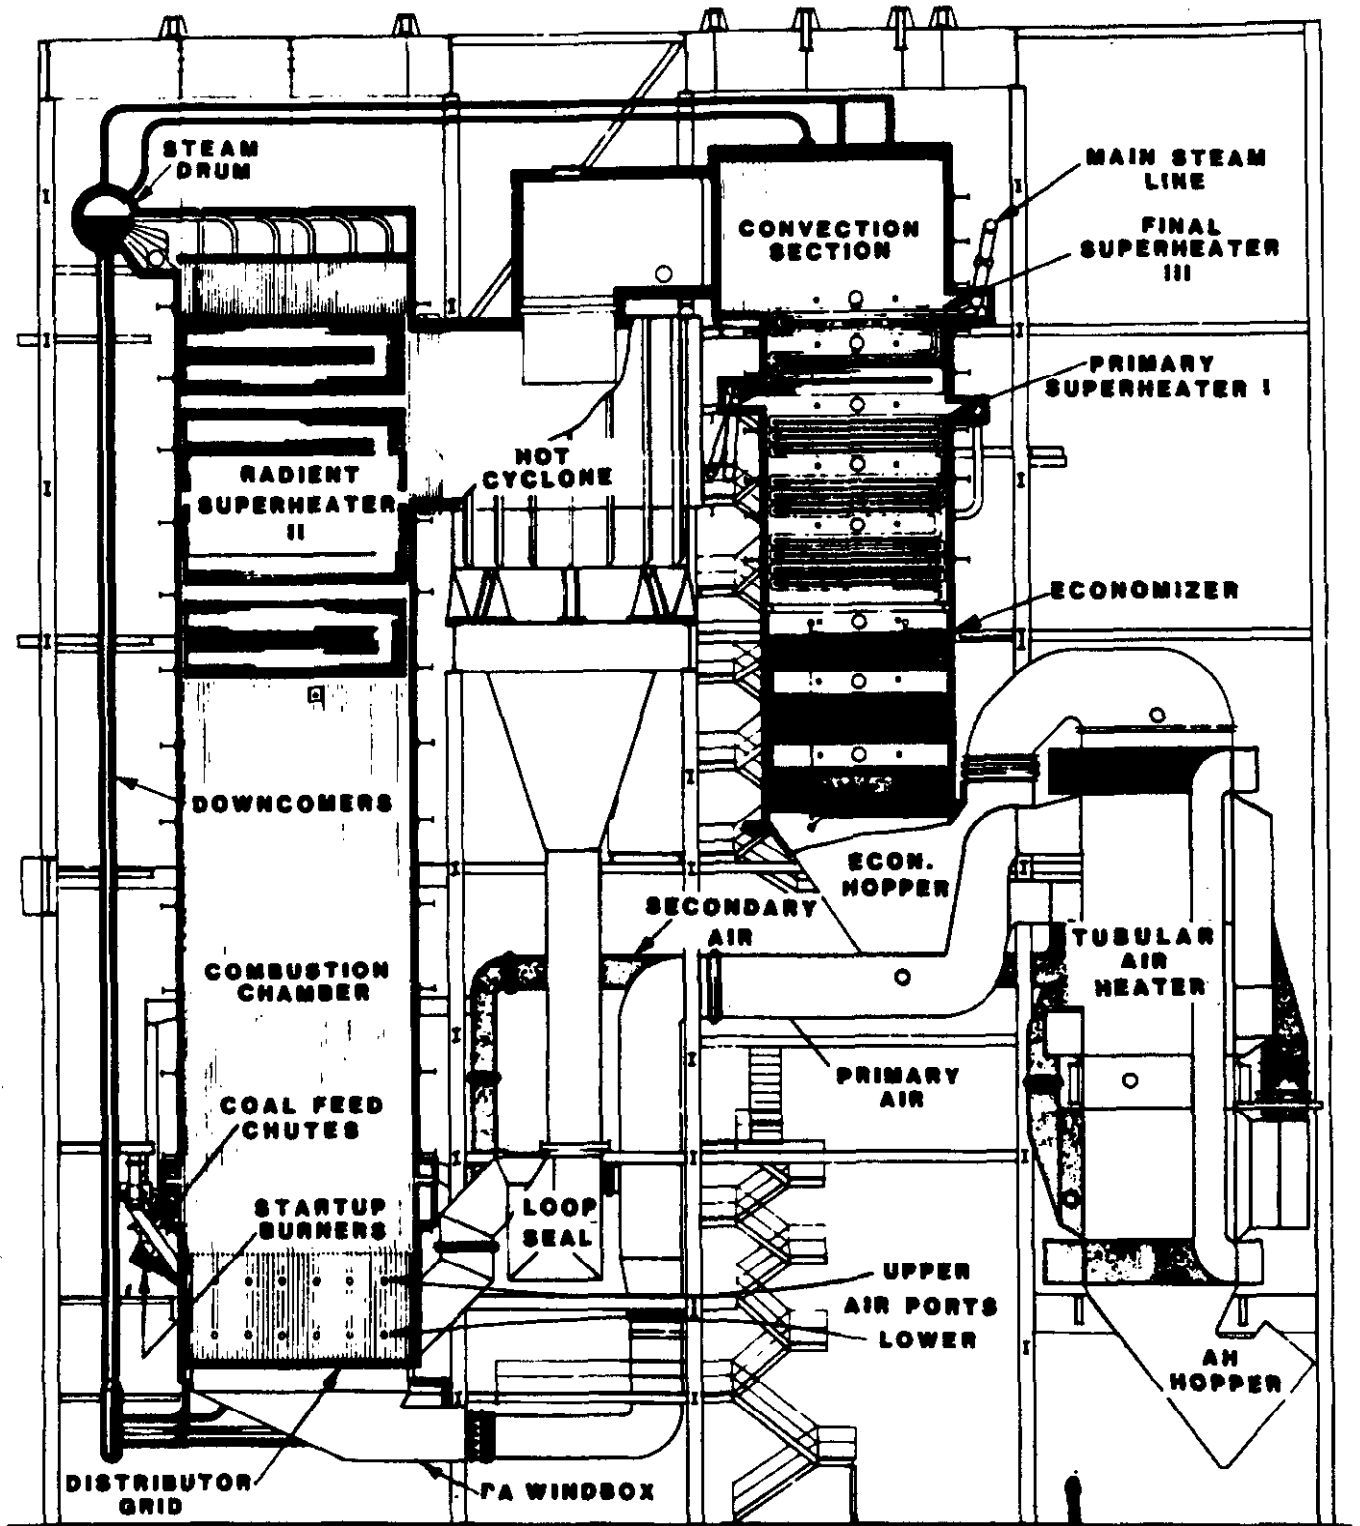 STEAM
DRUM
MAIN STEAM
LINE
CONVECTION
SECTION
FINAL
SUPERHEATER
III
PRIMARY
SUPERHEATER I
HOT
CYCLONE
RADIENT
SUPERHEATER
II
ECONOMIZER
DOWNCOMERS
ECON.
HOPPER
SECONDARY
AIR
TUBULAR
AIR
HEATER
COMBUSTION
CHAMBER
PRIMARY
AIR
COAL FEED
CHUTES
STARTUP
BURNERS
LOOP
SEAL
UPPER
AIR PORTS
LOWER
AH
HOPPER
DISTRIBUTOR
GRID
PA WINDBOX